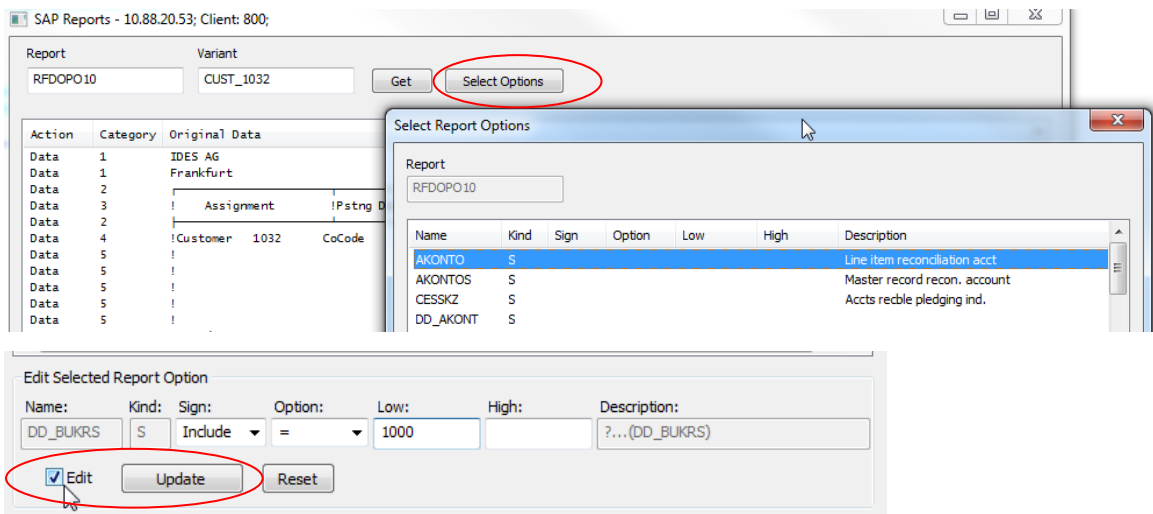 SAP Reports - 10.88.20.53; Client: 800;
Report Variant
RFDOPO10 CUST_1032 Get Select Options
Action Category Original Data
Data 1 IDES AG
Data 1 Frankfurt
Data 2
Data 3 ! Assignment !Pstng D
Data 2
Data 4 !Customer 1032 CoCode
Data 5 !
Data 5 !
Data 5 !
Data 5 !
Data 5 !
Select Report Options
Report
RFDOPO10
Name Kind Sign Option Low High Description
AKONTO S Line item reconciliation acct
AKONTOS S Master record recon. account
CESSKZ S Accts recble pledging ind.
DD_AKONT S
Edit Selected Report Option
Name: Kind: Sign: Option: Low: High: Description:
DD_BUKRS S Include = 1000 ?...(DD_BUKRS)
Edit Update Reset